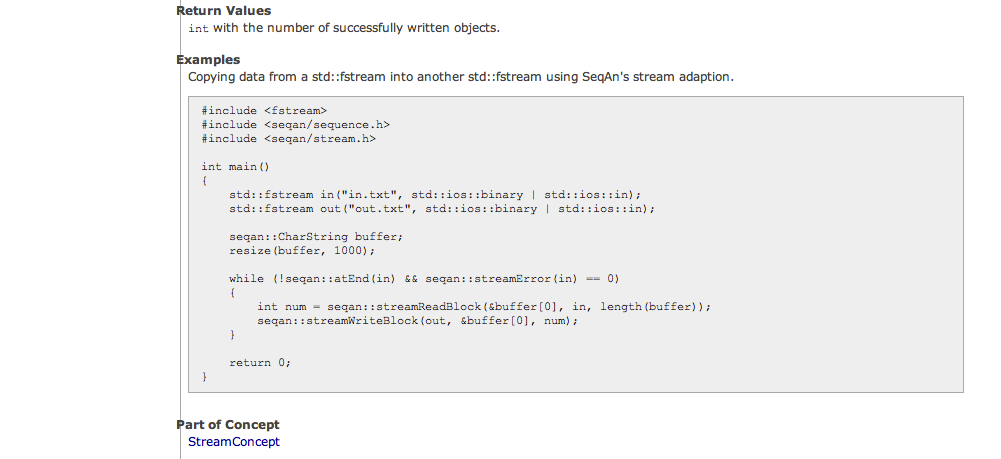 Return Values
int with the number of successfully written objects.
Examples
Copying data from a std::fstream into another std::fstream using SeqAn's stream adaption.
#include <fstream>
#include <seqan/sequence.h>
#include <seqan/stream.h>
int main()
{
    std::fstream in("in.txt", std::ios::binary | std::ios::in);
    std::fstream out("out.txt", std::ios::binary | std::ios::in);
    seqan::CharString buffer;
    resize(buffer, 1000);
    while (!seqan::atEnd(in) && seqan::streamError(in) == 0)
    {
        int num = seqan::streamReadBlock(&buffer[0], in, length(buffer));
        seqan::streamWriteBlock(out, &buffer[0], num);
    }
    return 0;
}
Part of Concept
StreamConcept